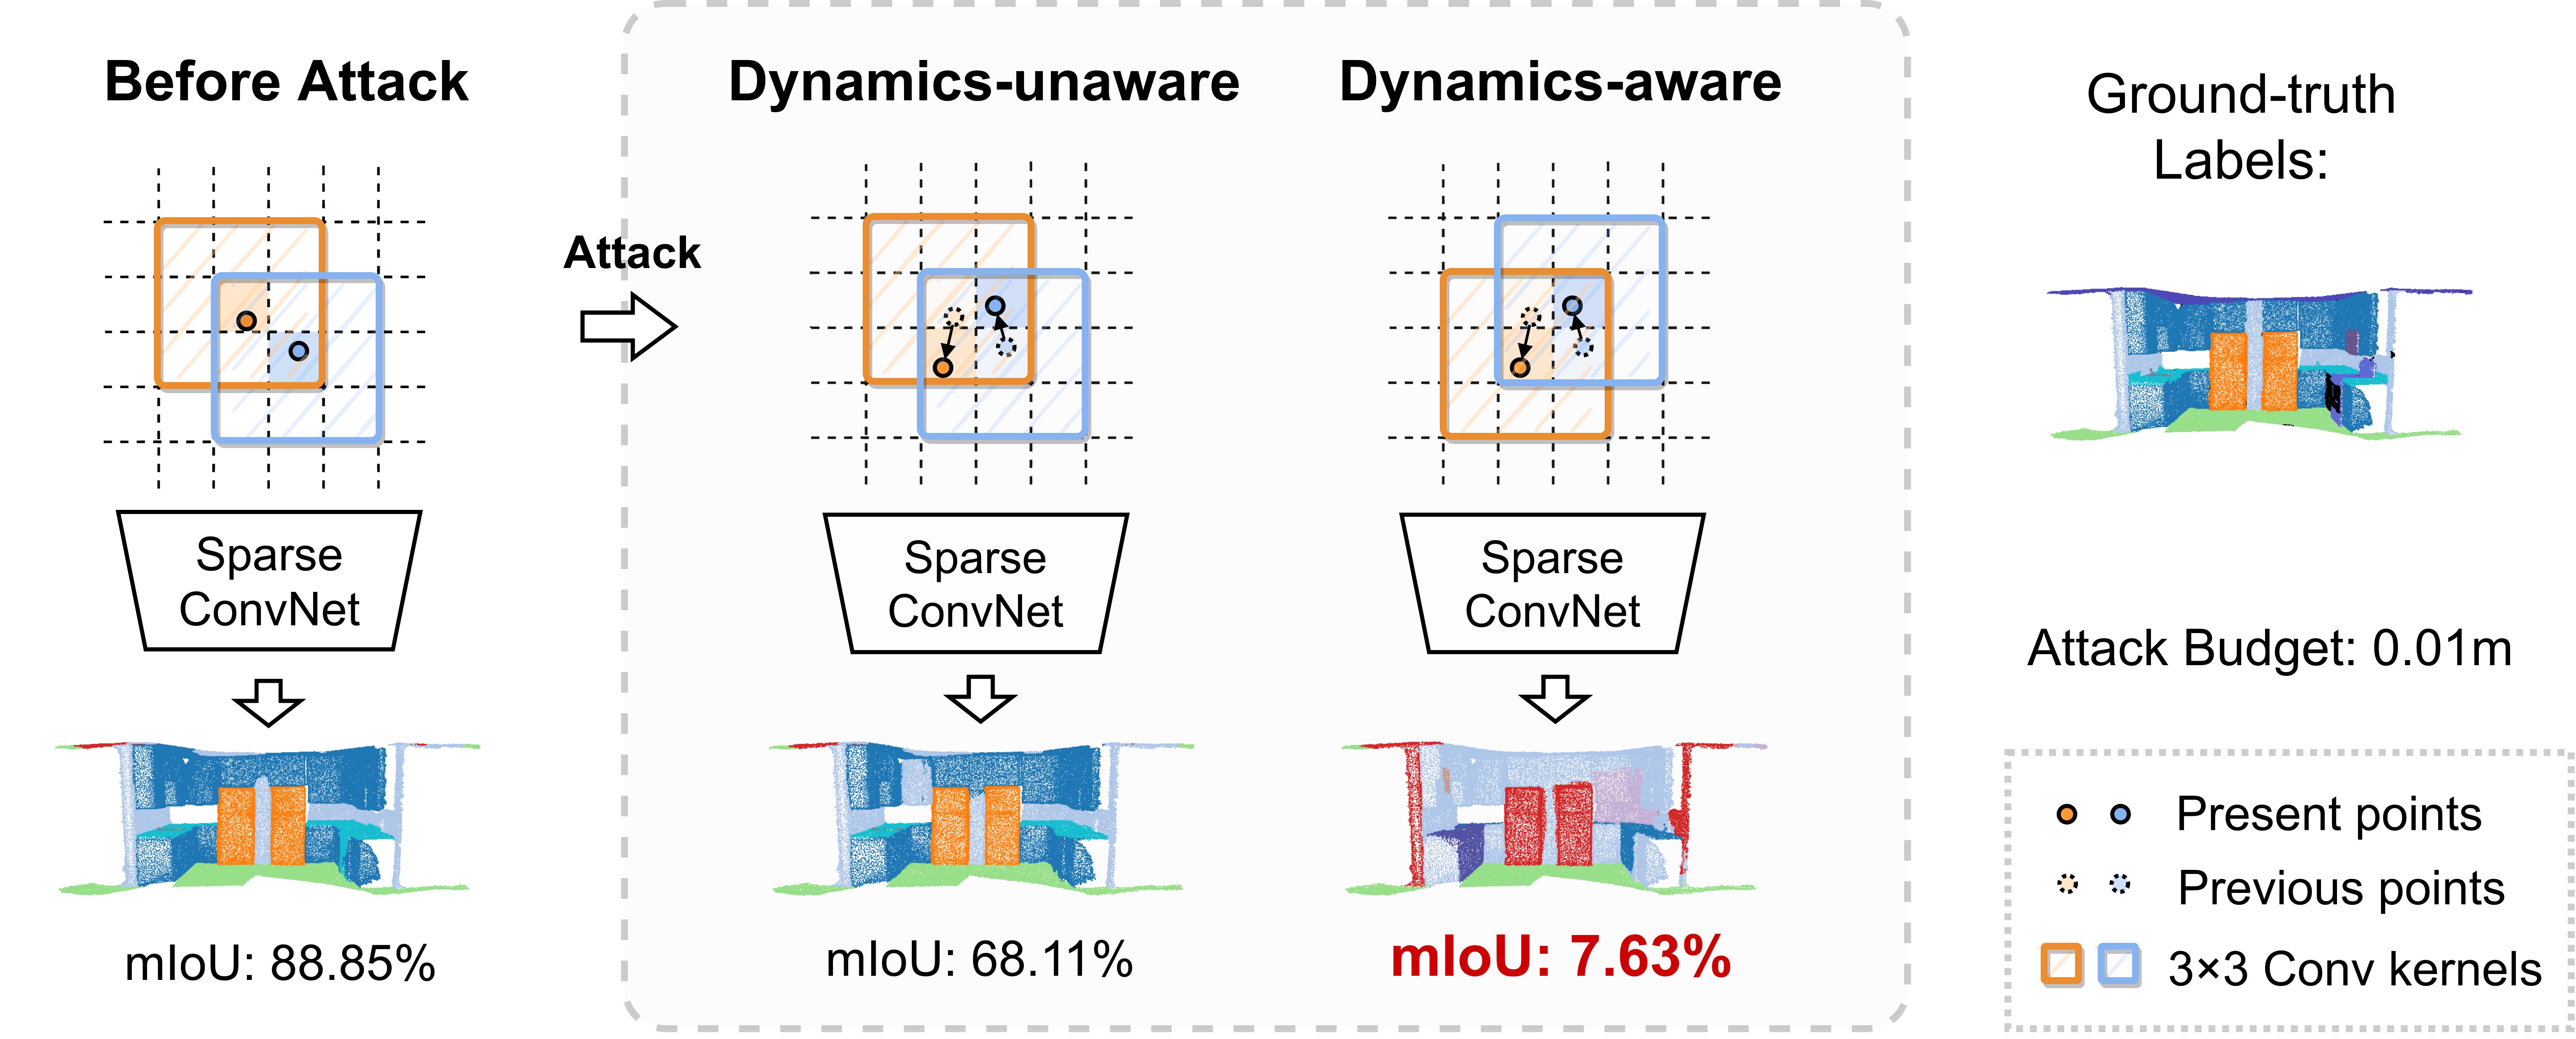 Before Attack
Dynamics-unaware
Dynamics-aware
Ground-truth
Labels:
Attack
Sparse
ConvNet
Sparse
ConvNet
Sparse
ConvNet
Attack Budget: 0.01m
mIoU: 88.85%
mIoU: 68.11%
mIoU: 7.63%
Present points
Previous points
3×3 Conv kernels